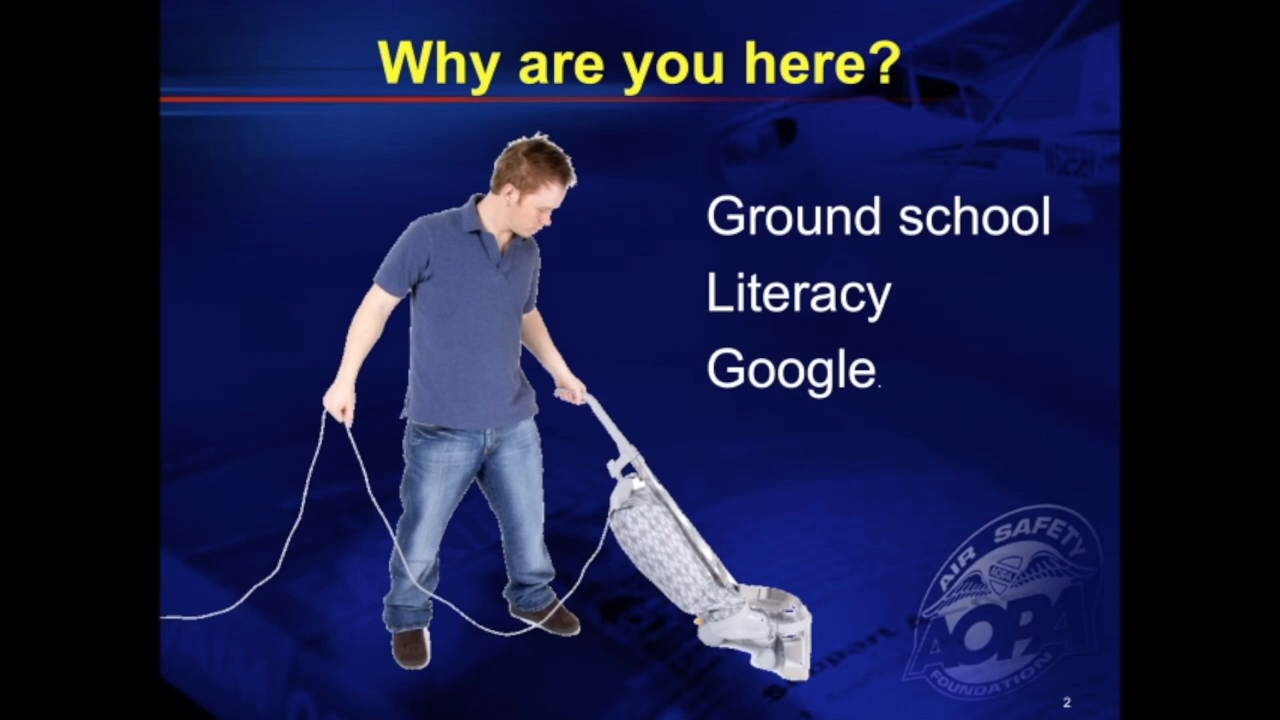 Why are you here?
Ground school
Literacy
Google.
AIR SAFETY
AOPA
FOUNDATION
2